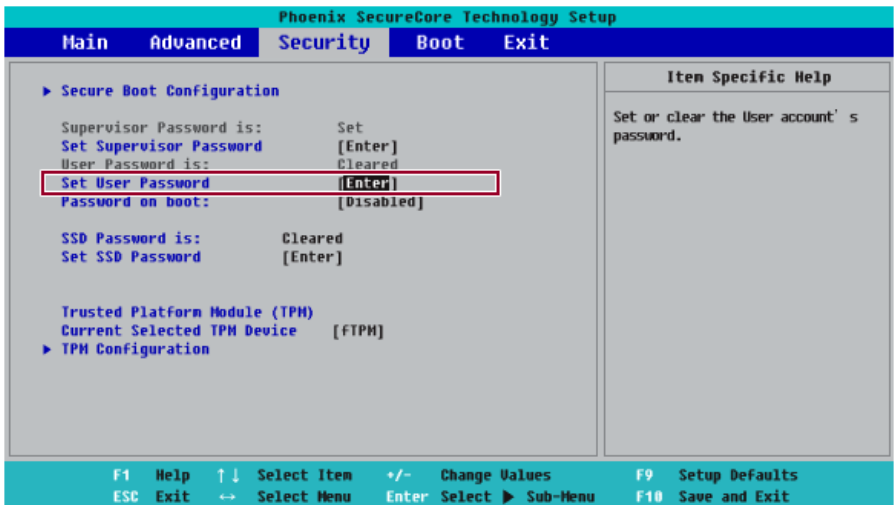 Phoenix SecureCore Technology Setup
Main Advanced Security Boot Exit
Item Specific Help
▶ Secure Boot Configuration
Supervisor Password is: Set
Set Supervisor Password [Enter]
User Password is: Cleared
Set User Password [Enter]
Password on boot: [Disabled]
SSD Password is: Cleared
Set SSD Password [Enter]
Trusted Platform Module (TPM)
Current Selected TPM Device [fTPM]
▶ TPM Configuration
Set or clear the User account's
password.
F1 Help ↑↓ Select Item +/- Change Values F9 Setup Defaults
ESC Exit ↔ Select Menu Enter Select ▶ Sub-Menu F10 Save and Exit